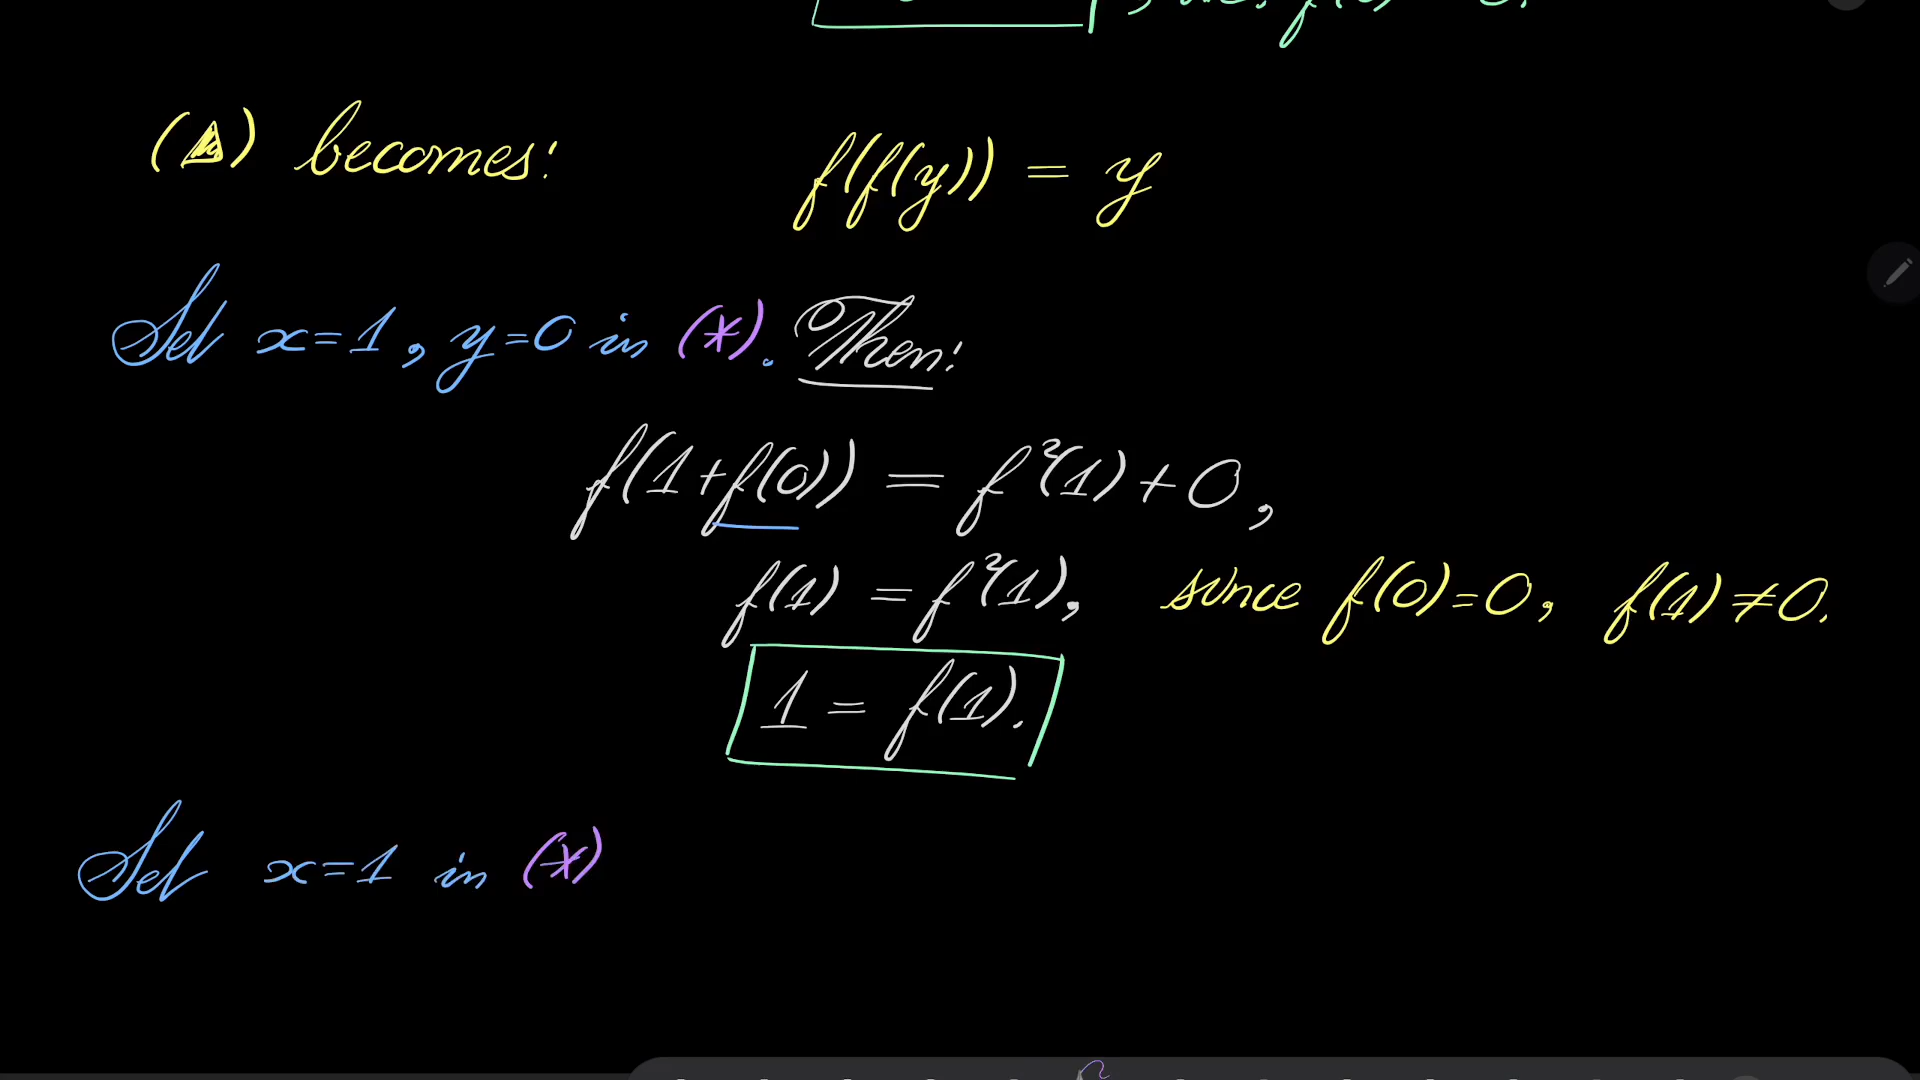 (△) becomes: f(f(y)) = y
Set x=1, y=0 in (*). Then:
f(1+f(0)) = f²(1)+0,
f(1) = f²(1), since f(0)=0, f(1)≠0.
1 = f(1).
Set x=1 in (*)